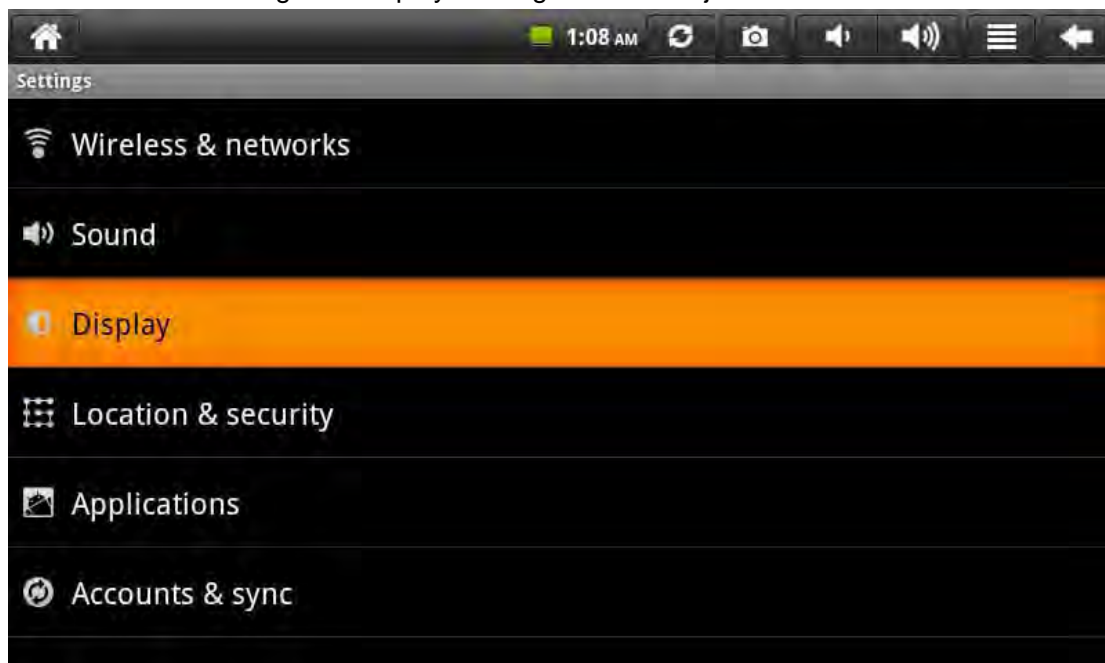 1:08 AM
Settings
Wireless & networks
Sound
Display
Location & security
Applications
Accounts & sync